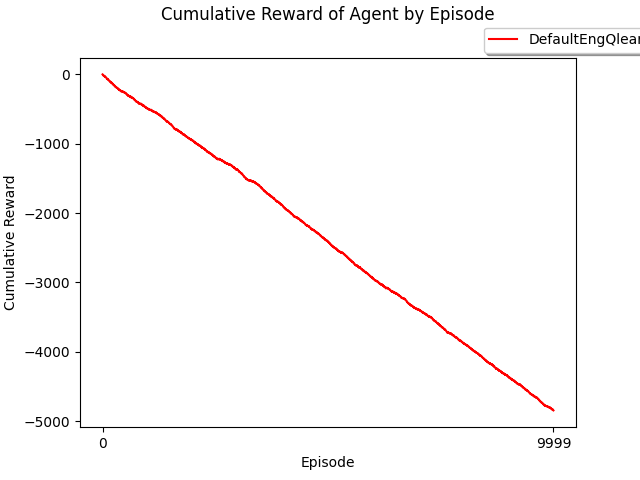 Cumulative Reward of Agent by Episode
DefaultEngQlear
0
−1000
−2000
−3000
−4000
−5000
Cumulative Reward
0 9999
Episode